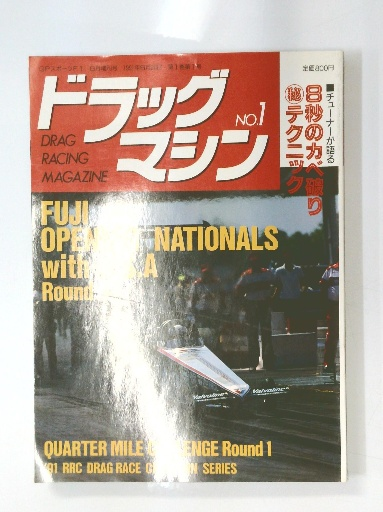 定価800円
ドラッグ
マシン
NO.1
DRAG
RACING
MAGAZINE
■チューナーが語る
8秒のカベ破り
㊙テクニック
FUJI
NATIONALS
with
Round
QUARTER MILE Round 1
'91 RRC DRAG RACE SERIES
Valvoline
Valvoline